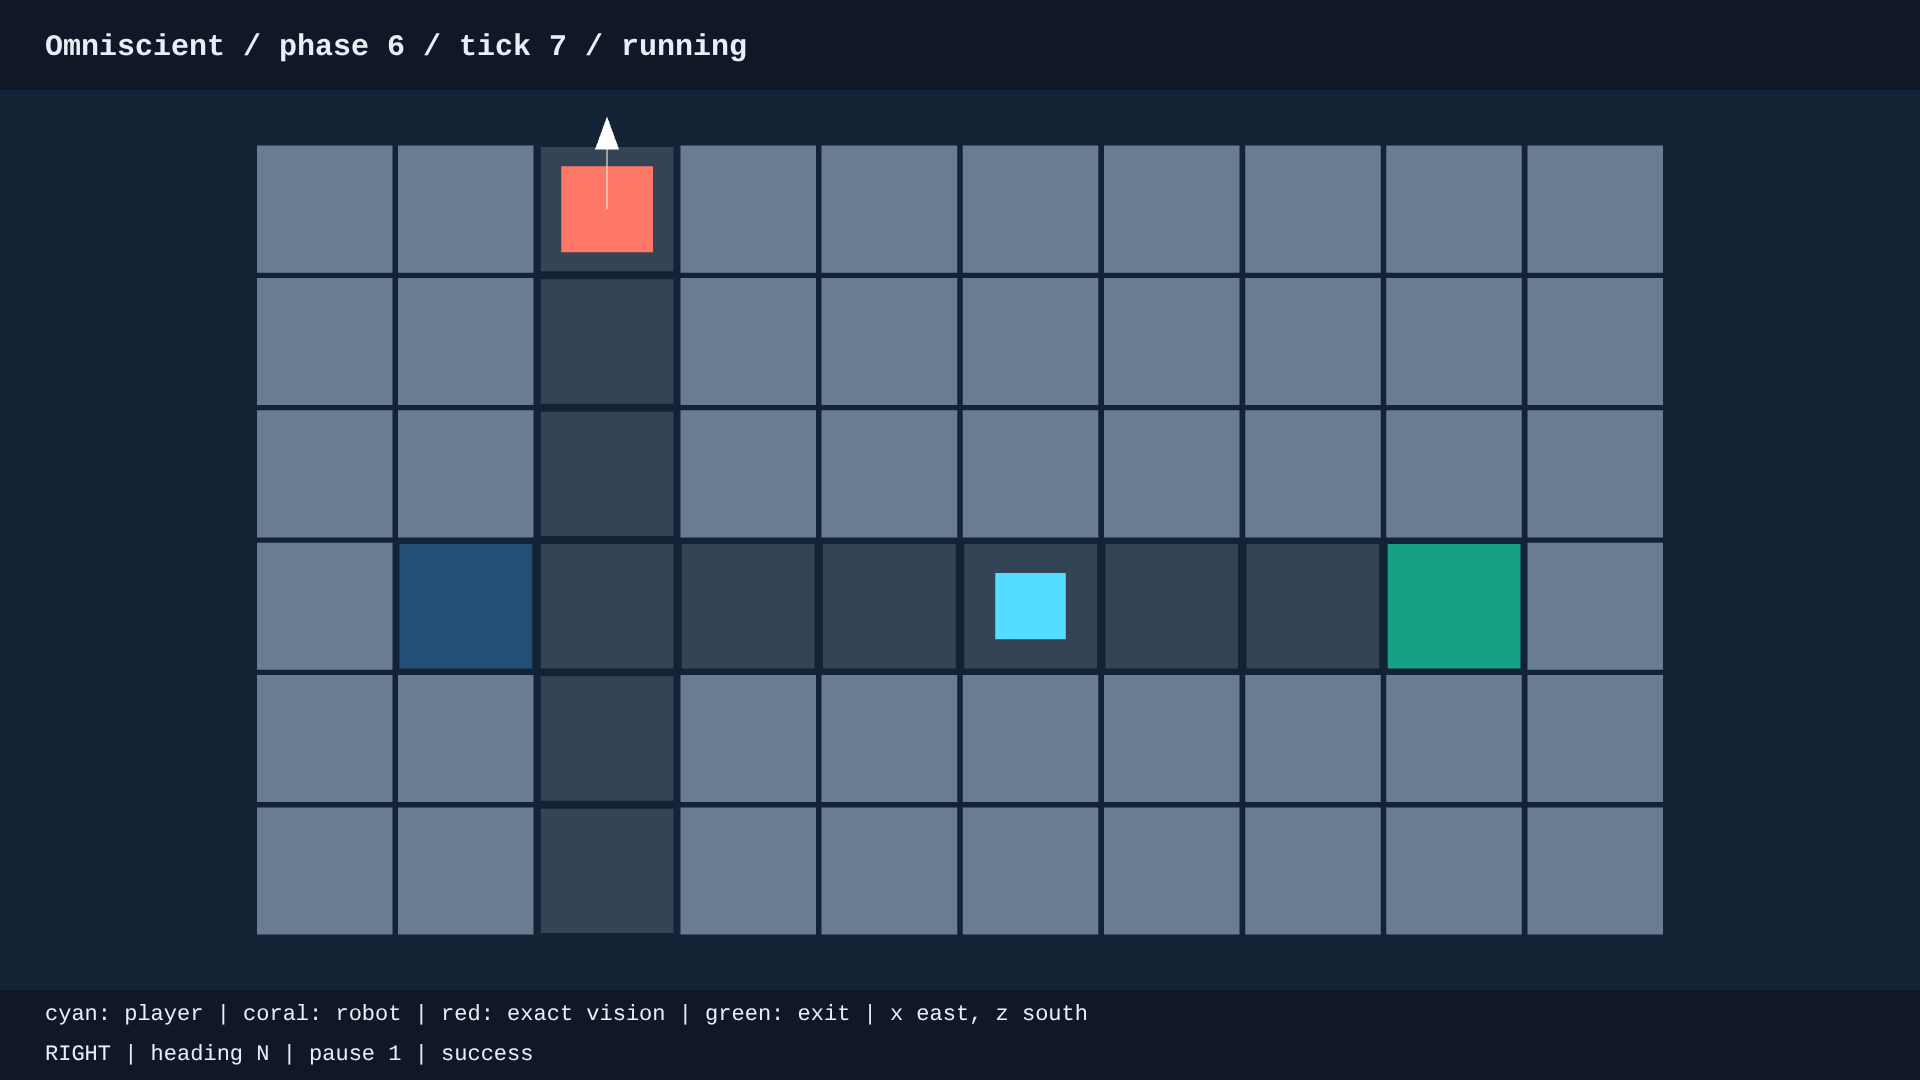 Omniscient / phase 6 / tick 7 / running
cyan: player | coral: robot | red: exact vision | green: exit | x east, z south
RIGHT | heading N | pause 1 | success